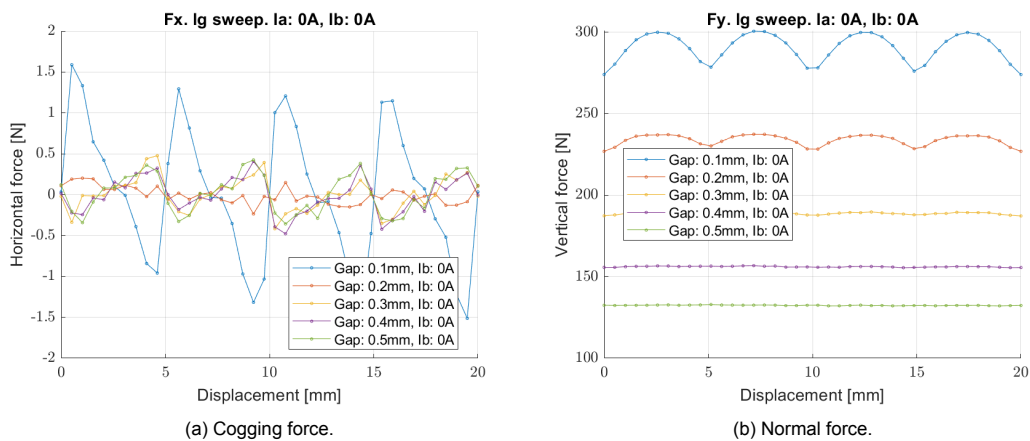 Fx. lg sweep. Ia: 0A, Ib: 0A
2
1.5
1
0.5
0
-0.5
-1
-1.5
-2
Horizontal force [N]
Gap: 0.1mm, Ib: 0A
Gap: 0.2mm, Ib: 0A
Gap: 0.3mm, Ib: 0A
Gap: 0.4mm, Ib: 0A
Gap: 0.5mm, Ib: 0A
0 5 10 15 20
Displacement [mm]
(a) Cogging force.
Fy. lg sweep. Ia: 0A, Ib: 0A
300
250
200
150
100
Vertical force [N]
Gap: 0.1mm, Ib: 0A
Gap: 0.2mm, Ib: 0A
Gap: 0.3mm, Ib: 0A
Gap: 0.4mm, Ib: 0A
Gap: 0.5mm, Ib: 0A
0 5 10 15 20
Displacement [mm]
(b) Normal force.